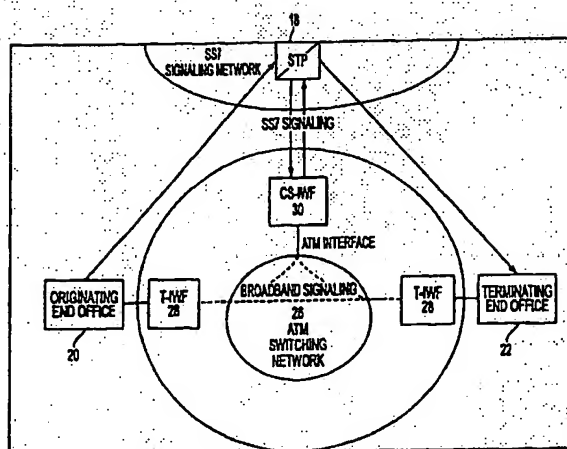 18
SS7
SIGNALING NETWORK
STP
SS7 SIGNALING
CS-IWF
30
ATM INTERFACE
ORIGINATING
END OFFICE
20
T-IWF
28
BROADBAND SIGNALING
26
ATM
SWITCHING
NETWORK
T-IWF
28
TERMINATING
END OFFICE
22